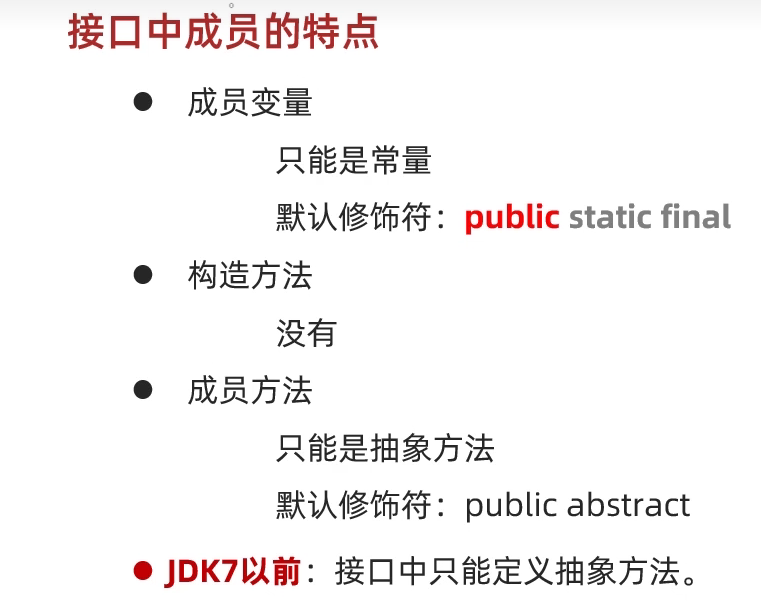 接口中成员的特点
● 成员变量
只能是常量
默认修饰符：public static final
● 构造方法
没有
● 成员方法
只能是抽象方法
默认修饰符：public abstract
● JDK7以前：接口中只能定义抽象方法。